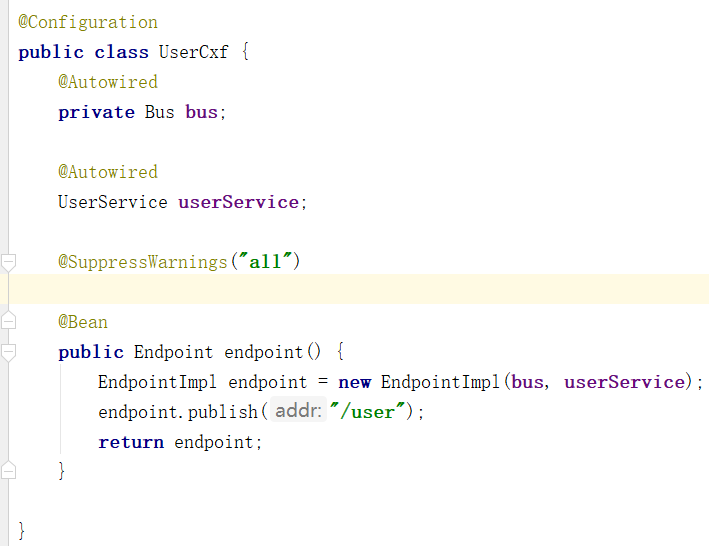 @Configuration
public class UserCxf {
    @Autowired
    private Bus bus;

    @Autowired
    UserService userService;

    @SuppressWarnings("all")

    @Bean
    public Endpoint endpoint() {
        EndpointImpl endpoint = new EndpointImpl(bus, userService);
        endpoint.publish( addr: "/user");
        return endpoint;
    }

}